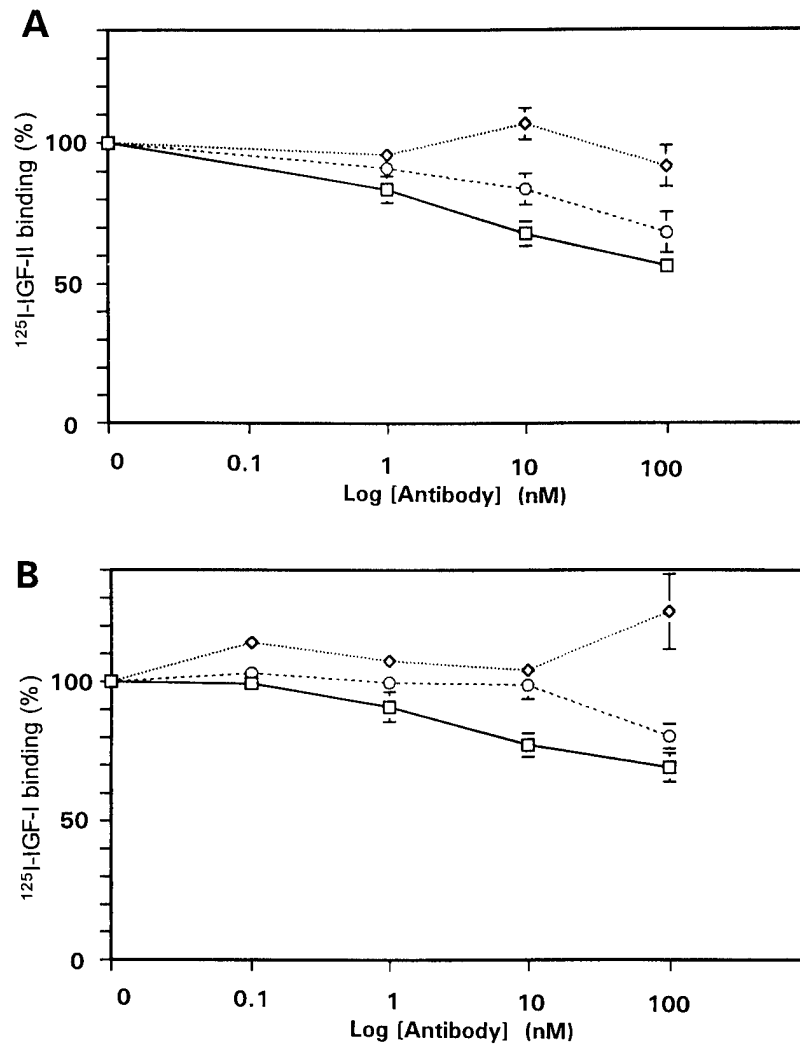 A
125I-IGF-II binding (%)
100
50
0
0 0.1 1 10 100
Log [Antibody] (nM)
B
125I-IGF-I binding (%)
100
50
0
0 0.1 1 10 100
Log [Antibody] (nM)